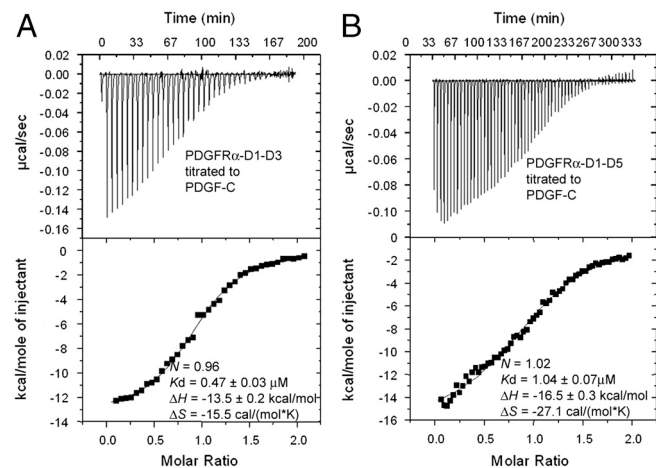 A
Time (min)
0 33 67 100 133 167 200
0.02
0.00
-0.02
-0.04
-0.06
-0.08
-0.10
-0.12
-0.14
-0.16
µcal/sec
PDGFRα-D1-D3
titrated to
PDGF-C
0
-2
-4
-6
-8
-10
-12
-14
kcal/mole of injectant
N = 0.96
Kd = 0.47 ± 0.03 µM
ΔH = -13.5 ± 0.2 kcal/mol
ΔS = -15.5 cal/(mol*K)
0.0 0.5 1.0 1.5 2.0
Molar Ratio
B
Time (min)
0 33 67 100 133 167 200 233 267 300 333
0.02
0.00
-0.02
-0.04
-0.06
-0.08
-0.10
µcal/sec
PDGFRα-D1-D5
titrated to
PDGF-C
0
-2
-4
-6
-8
-10
-12
-14
-16
kcal/mole of injectant
N = 1.02
Kd = 1.04 ± 0.07µM
ΔH = -16.5 ± 0.3 kcal/mol
ΔS = -27.1 cal/(mol*K)
0.0 0.5 1.0 1.5 2.0
Molar Ratio